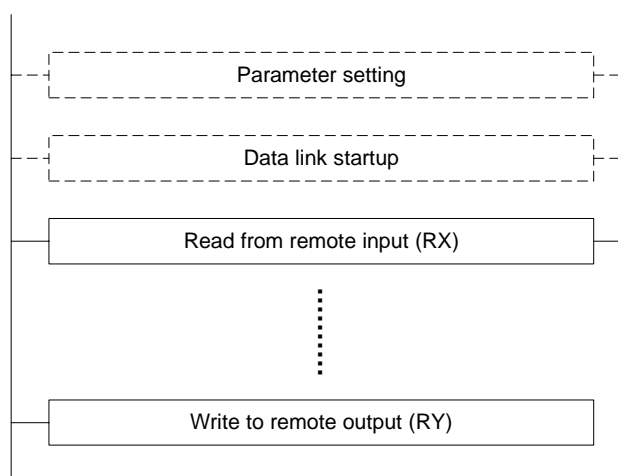 Parameter setting
Data link startup
Read from remote input (RX)
Write to remote output (RY)